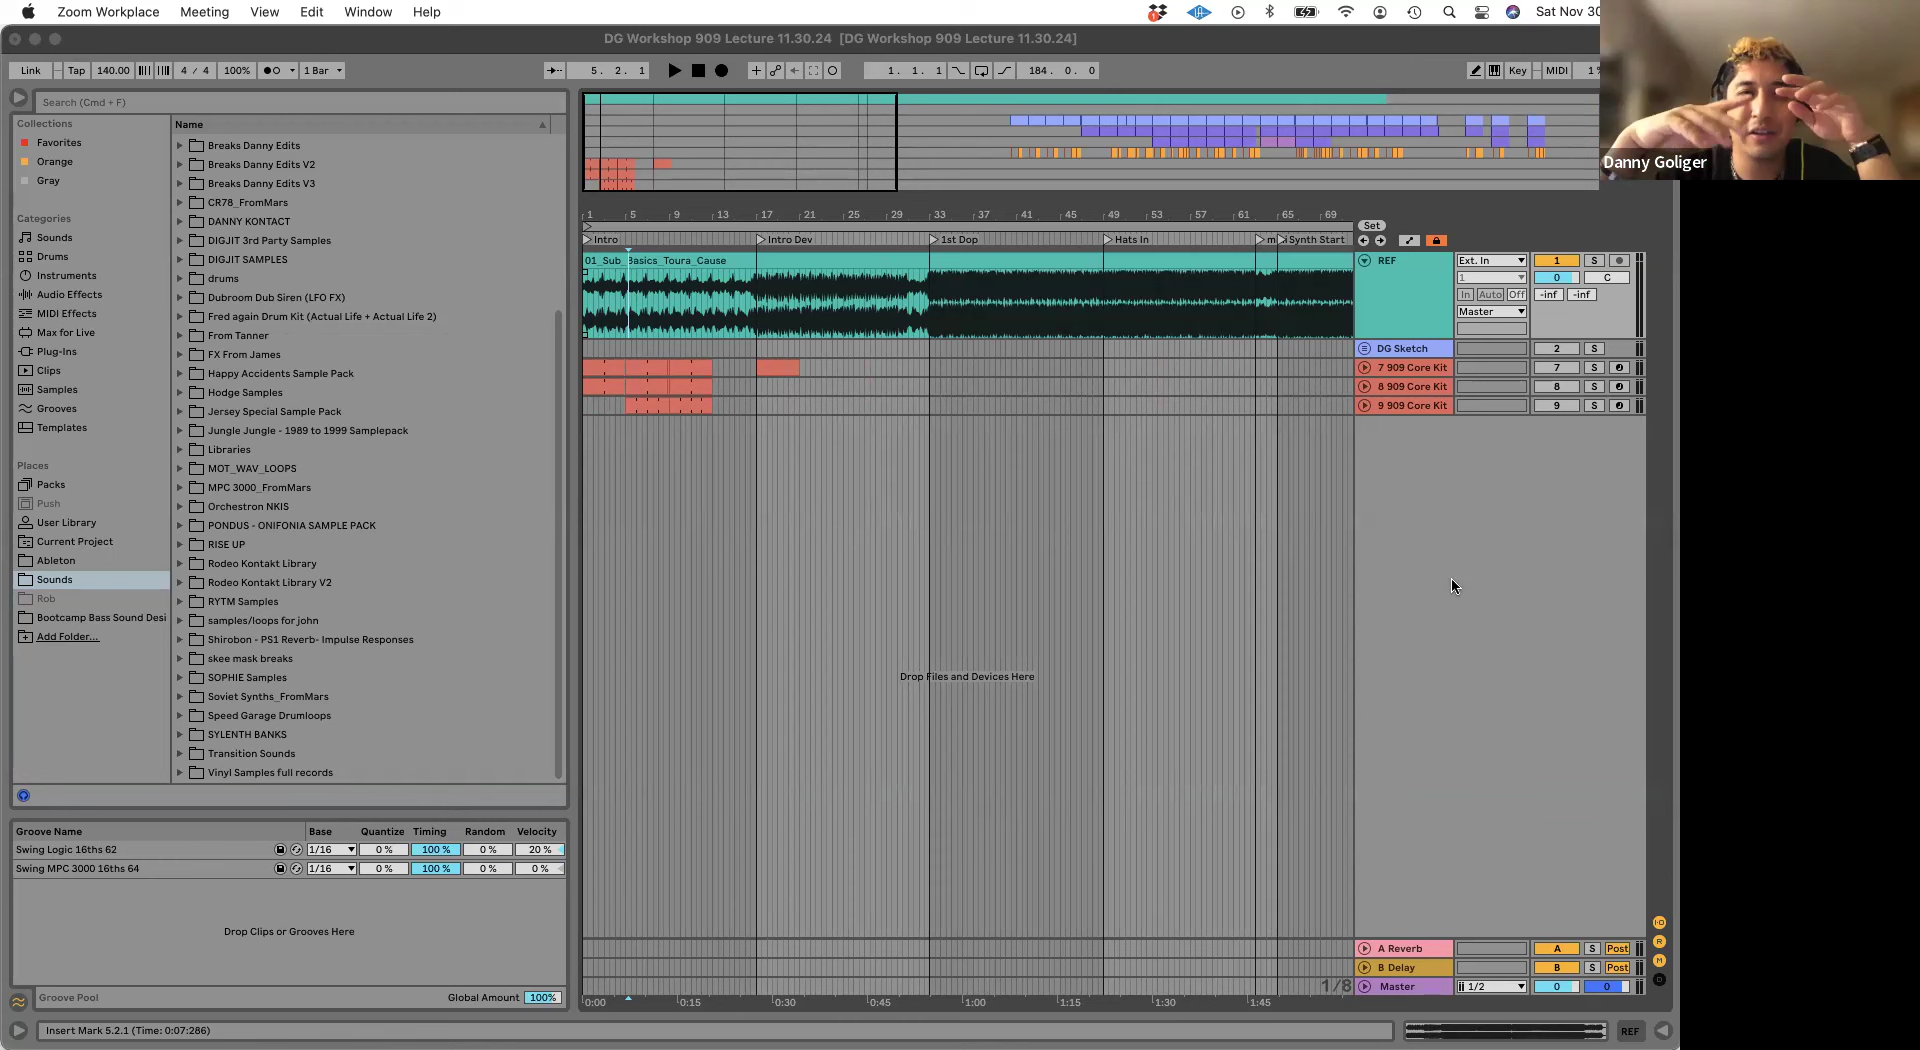 Zoom Workplace Meeting View Edit Window Help Sat Nov 30
DG Workshop 909 Lecture 11.30.24 [DG Workshop 909 Lecture 11.30.24]
Link Tap 140.00 4 / 4 100% 1 Bar 5. 2. 1 1. 1. 1 184. 0. 0 Key MIDI
Danny Goliger
Search (Cmd + F)
Collections
Favorites
Orange
Gray
Categories
Sounds
Drums
Instruments
Audio Effects
MIDI Effects
Max for Live
Plug-Ins
Clips
Samples
Grooves
Templates
Places
Packs
Push
User Library
Current Project
Ableton
Sounds
Rob
Bootcamp Bass Sound Desi
Add Folder...
Name
Breaks Danny Edits
Breaks Danny Edits V2
Breaks Danny Edits V3
CR78_FromMars
DANNY KONTACT
DIGJIT 3rd Party Samples
DIGJIT SAMPLES
drums
Dubroom Dub Siren (LFO FX)
Fred again Drum Kit (Actual Life + Actual Life 2)
From Tanner
FX From James
Happy Accidents Sample Pack
Hodge Samples
Jersey Special Sample Pack
Jungle Jungle - 1989 to 1999 Samplepack
Libraries
MOT_WAV_LOOPS
MPC 3000_FromMars
Orchestron NKIS
PONDUS - ONIFONIA SAMPLE PACK
RISE UP
Rodeo Kontakt Library
Rodeo Kontakt Library V2
RYTM Samples
samples/loops for john
Shirobon - PS1 Reverb- Impulse Responses
skee mask breaks
SOPHIE Samples
Soviet Synths_FromMars
Speed Garage Drumloops
SYLENTH BANKS
Transition Sounds
Vinyl Samples full records
1 5 9 13 17 21 25 29 33 37 41 45 49 53 57 61 65 69
Set
Intro Intro Dev 1st Dop Hats In Synth Start
01_Sub_Basics_Toura_Cause
REF Ext. In 1 S
1 0 C
In Auto Off -inf -inf
Master
DG Sketch 2 S
7 909 Core Kit 7 S
8 909 Core Kit 8 S
9 909 Core Kit 9 S
Drop Files and Devices Here
Groove Name Base Quantize Timing Random Velocity
Swing Logic 16ths 62 1/16 0 % 100 % 0 % 20 %
Swing MPC 3000 16ths 64 1/16 0 % 100 % 0 % 0 %
Drop Clips or Grooves Here
Groove Pool Global Amount 100%
A Reverb A S Post
B Delay B S Post
1/8 Master 1/2 0 0
0:00 0:15 0:30 0:45 1:00 1:15 1:30 1:45
Insert Mark 5.2.1 (Time: 0:07:286) REF